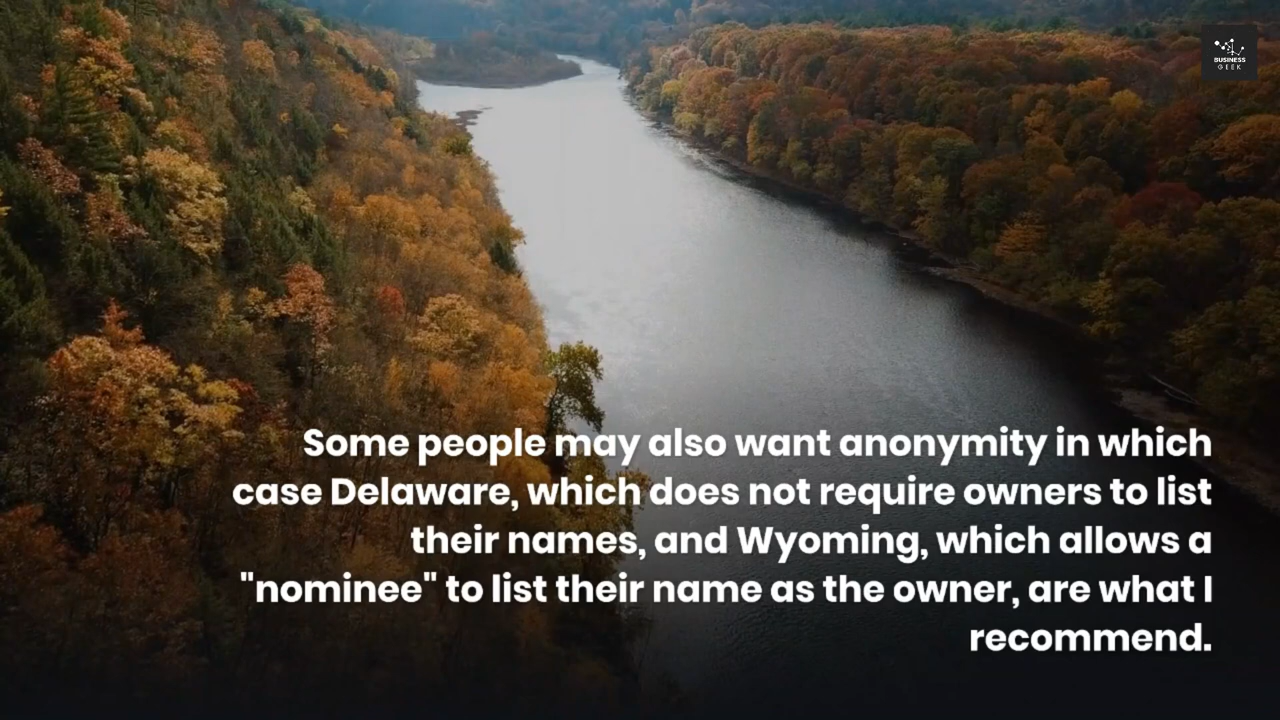 BUSINESS
GEEK
Some people may also want anonymity in which
case Delaware, which does not require owners to list
their names, and Wyoming, which allows a
"nominee" to list their name as the owner, are what I
recommend.